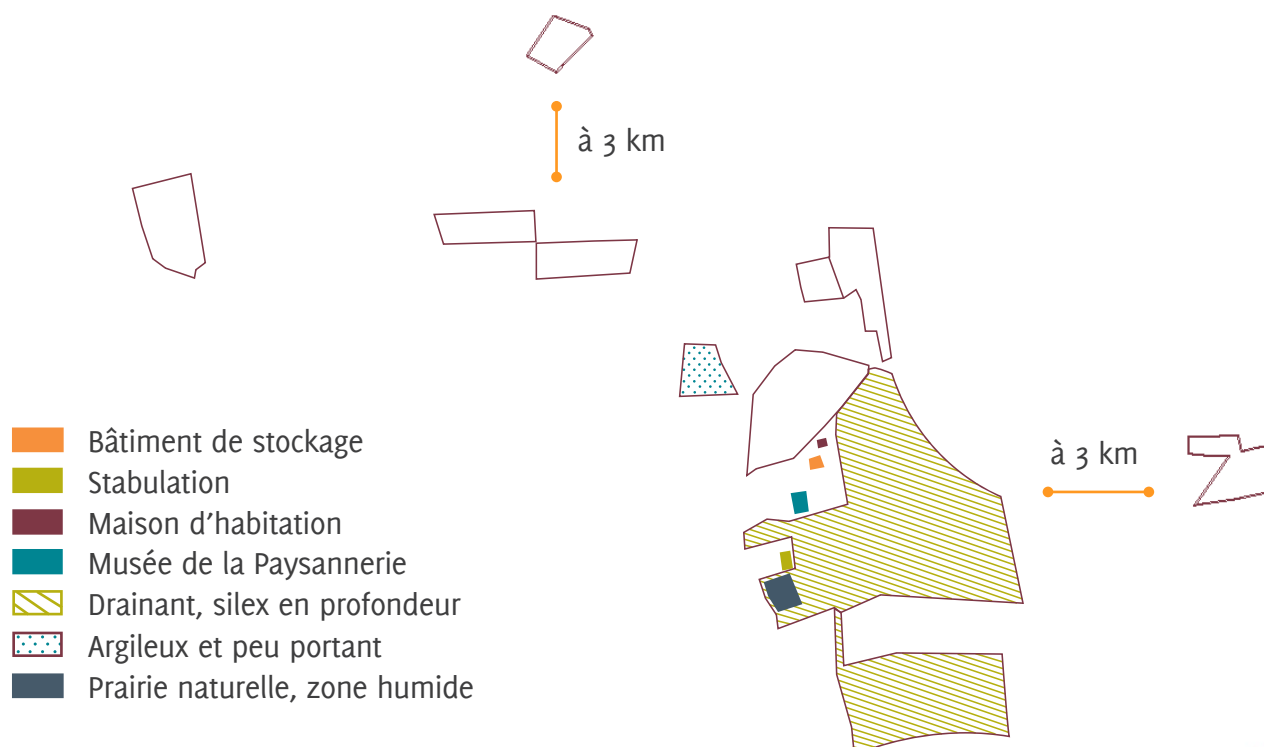 à 3 km
à 3 km
Bâtiment de stockage
Stabulation
Maison d'habitation
Musée de la Paysannerie
Drainant, silex en profondeur
Argileux et peu portant
Prairie naturelle, zone humide